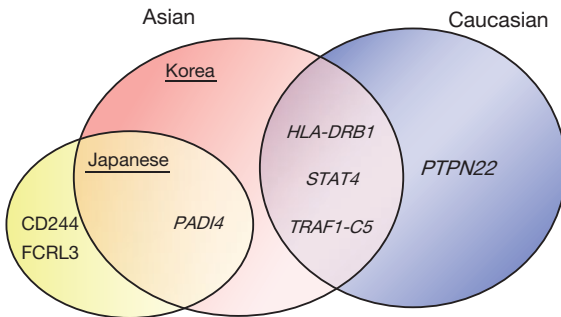 Asian
Caucasian
Korea
Japanese
HLA-DRB1
STAT4
TRAF1-C5
PTPN22
CD244
FCRL3
PADI4